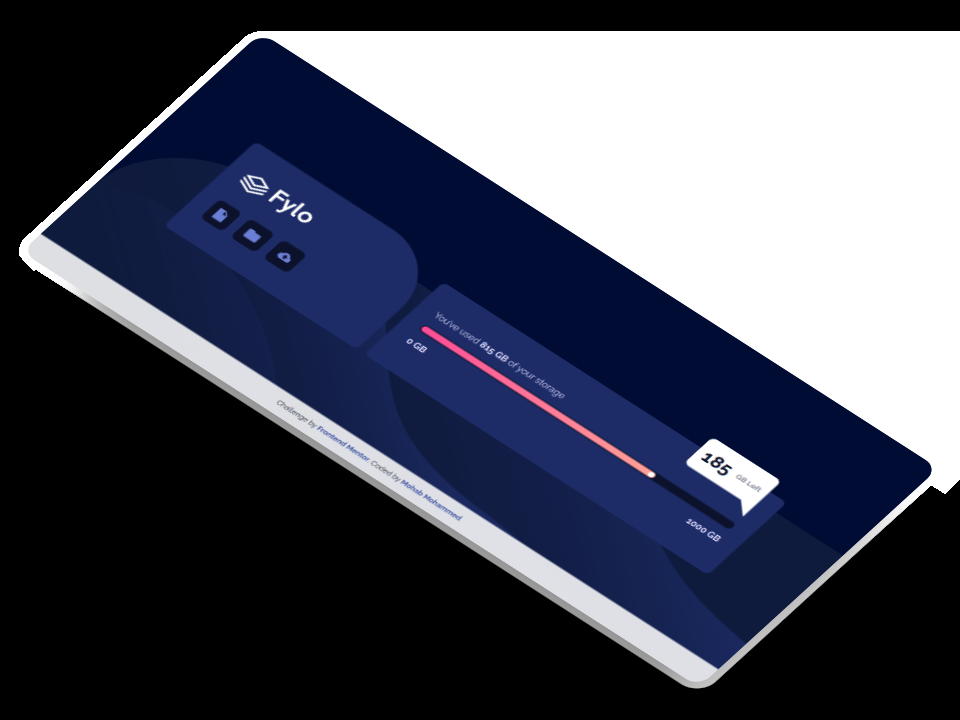 Fylo
You've used 815 GB of your storage
0 GB
185 GB Left
1000 GB
Challenge by Frontend Mentor. Coded by Mohab Mohammed.